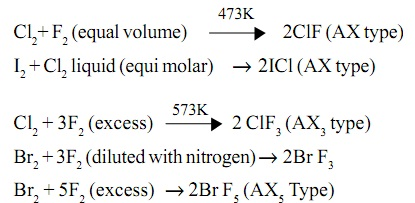 473K
Cl₂+ F₂ (equal volume) ⟶ 2ClF (AX type)
I₂ + Cl₂ liquid (equi molar) → 2ICl (AX type)
573K
Cl₂ + 3F₂ (excess) ⟶ 2 ClF₃ (AX₃ type)
Br₂ + 3F₂ (diluted with nitrogen) → 2Br F₃
Br₂ + 5F₂ (excess) → 2Br F₅ (AX₅ Type)